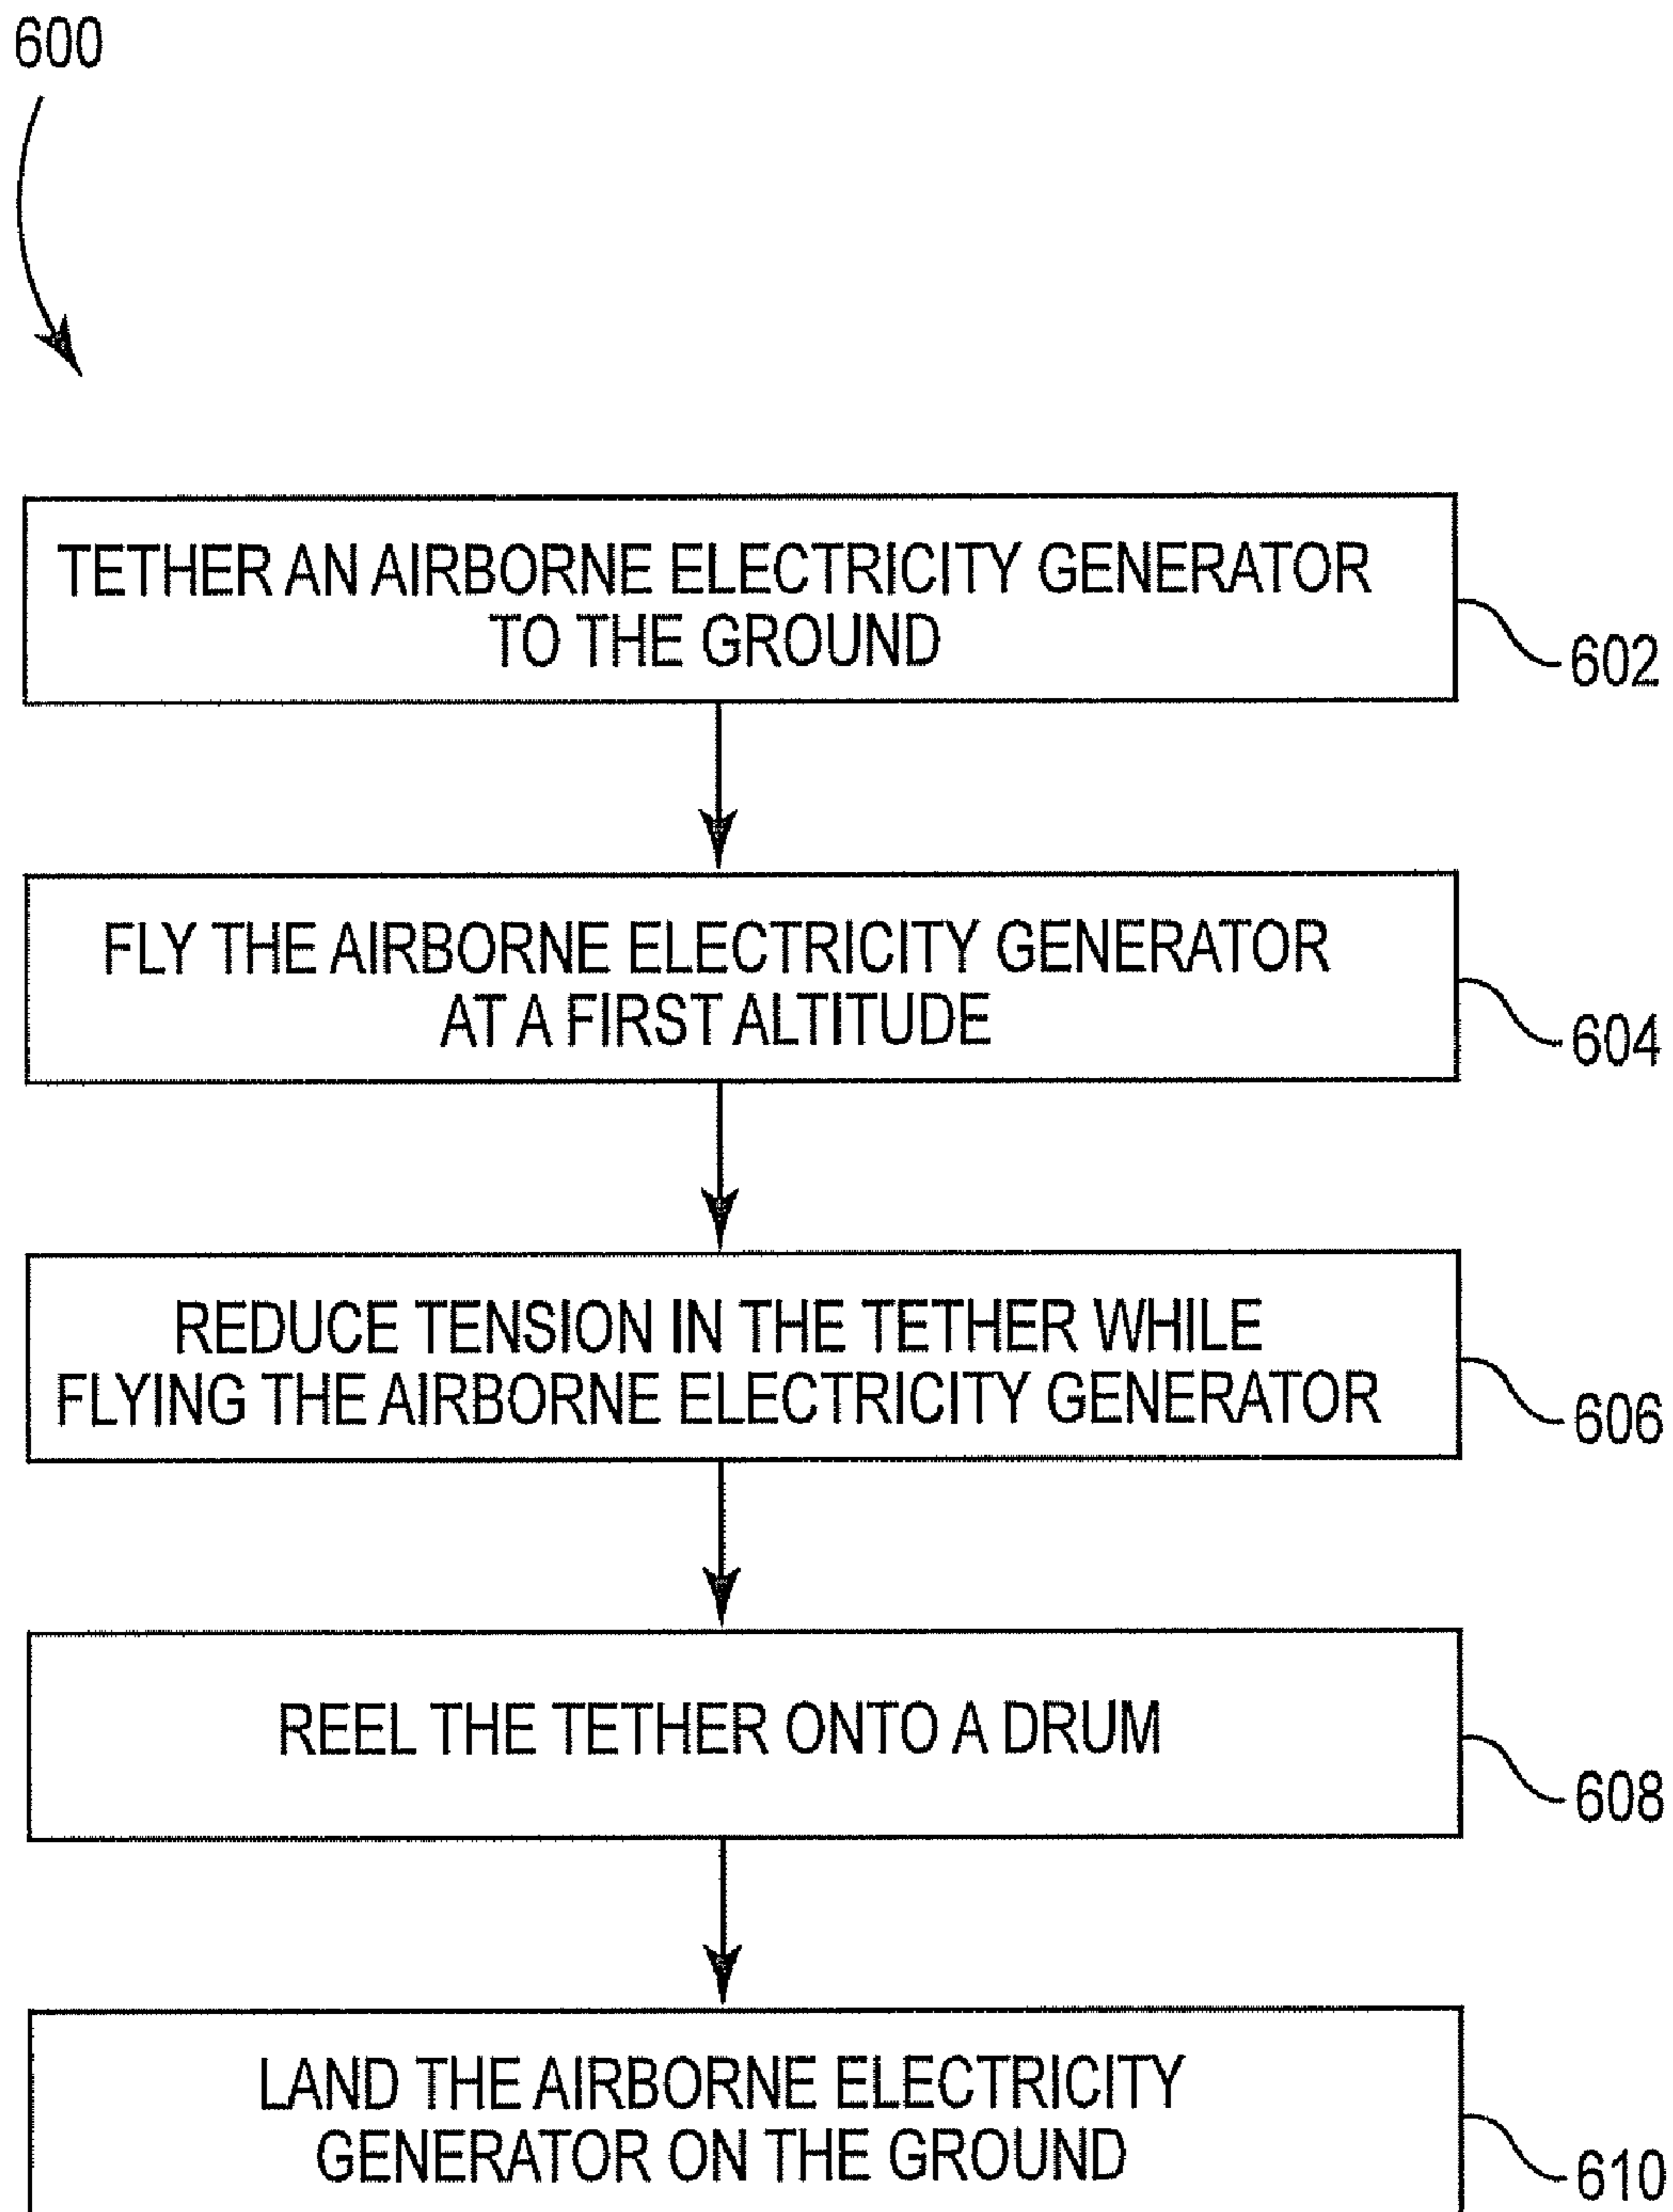 600
TETHER AN AIRBORNE ELECTRICITY GENERATOR
TO THE GROUND
602
FLY THE AIRBORNE ELECTRICITY GENERATOR
AT A FIRST ALTITUDE
604
REDUCE TENSION IN THE TETHER WHILE
FLYING THE AIRBORNE ELECTRICITY GENERATOR
606
REEL THE TETHER ONTO A DRUM
608
LAND THE AIRBORNE ELECTRICITY
GENERATOR ON THE GROUND
610